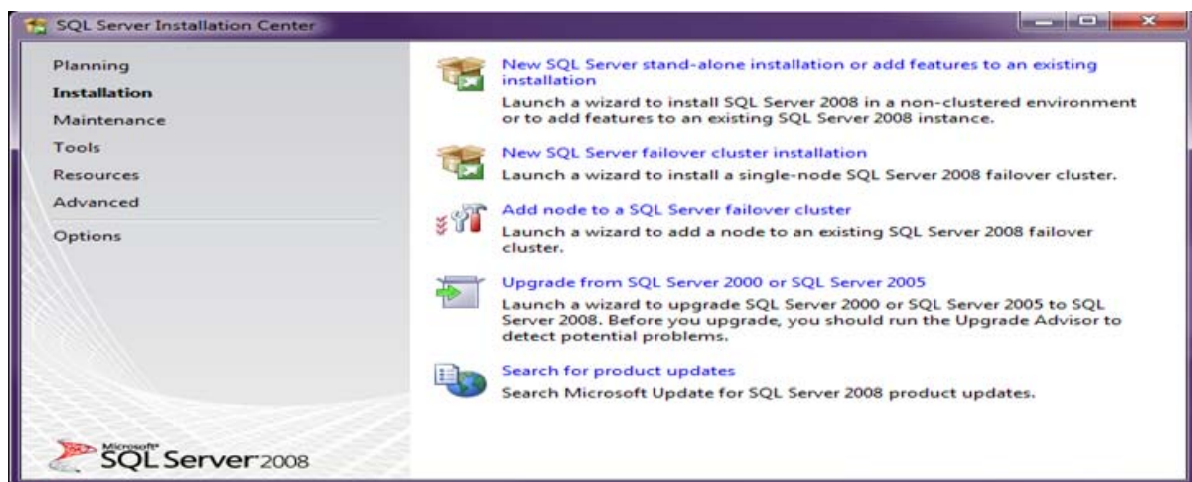 SQL Server Installation Center
Planning
Installation
Maintenance
Tools
Resources
Advanced
Options
New SQL Server stand-alone installation or add features to an existing
installation
Launch a wizard to install SQL Server 2008 in a non-clustered environment
or to add features to an existing SQL Server 2008 instance.
New SQL Server failover cluster installation
Launch a wizard to install a single-node SQL Server 2008 failover cluster.
Add node to a SQL Server failover cluster
Launch a wizard to add a node to an existing SQL Server 2008 failover
cluster.
Upgrade from SQL Server 2000 or SQL Server 2005
Launch a wizard to upgrade SQL Server 2000 or SQL Server 2005 to SQL
Server 2008. Before you upgrade, you should run the Upgrade Advisor to
detect potential problems.
Search for product updates
Search Microsoft Update for SQL Server 2008 product updates.
Microsoft
SQL Server 2008